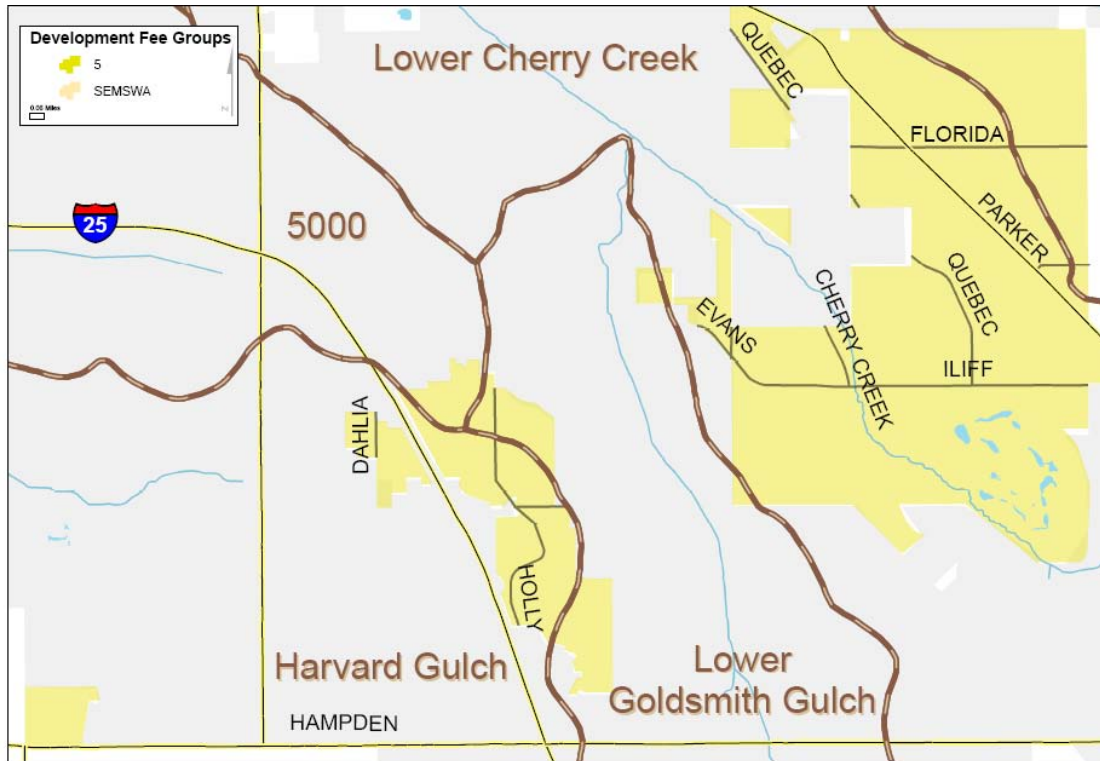 Development Fee Groups
5
SEMSWA
0.05 Miles
N
Lower Cherry Creek
QUEBEC
FLORIDA
25
5000
PARKER
QUEBEC
CHERRY CREEK
EVANS
ILIFF
DAHLIA
HOLLY
Harvard Gulch
Lower
Goldsmith Gulch
HAMPDEN